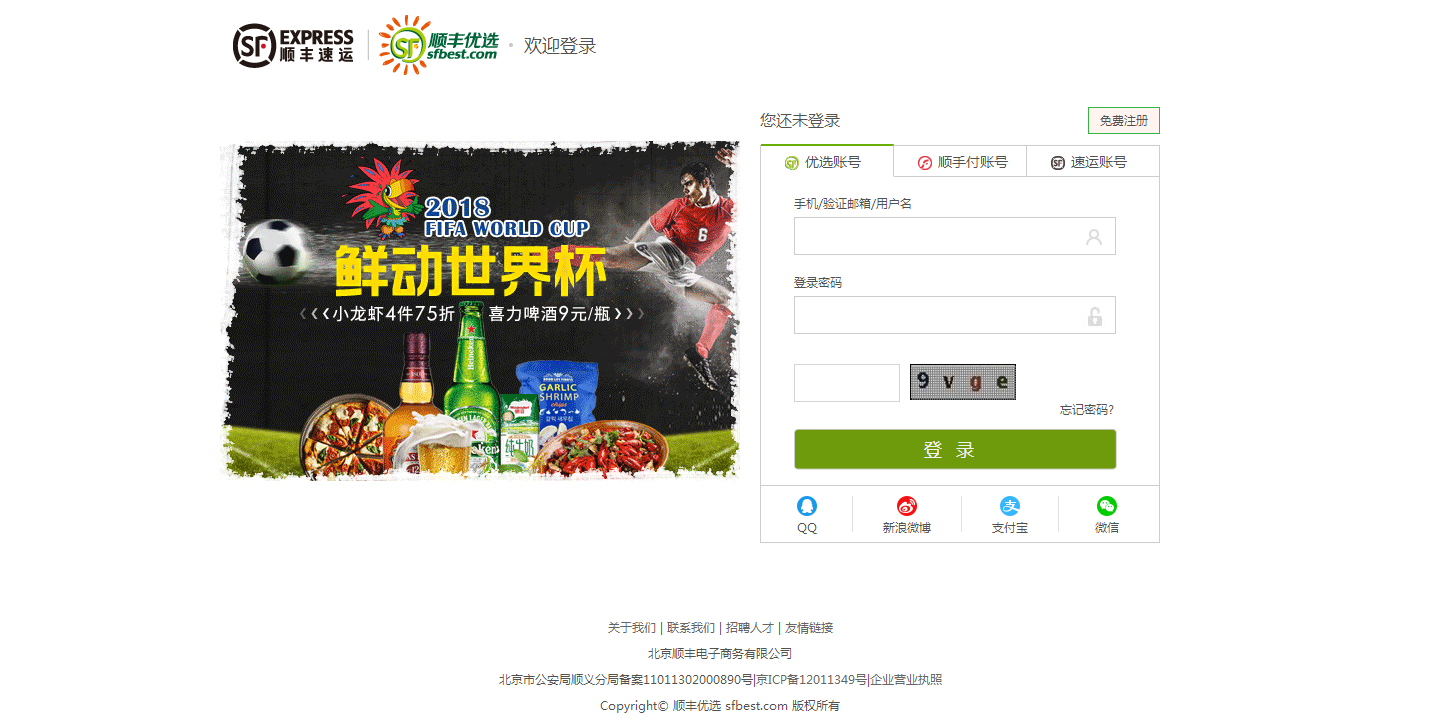 SF EXPRESS
顺丰速运
SF 顺丰优选
sfbest.com
欢迎登录
您还未登录
免费注册
优选账号
顺手付账号
速运账号
手机/验证邮箱/用户名
登录密码
9 v g e
忘记密码?
登 录
QQ
新浪微博
支付宝
微信
2018
FIFA WORLD CUP
鲜动世界杯
小龙虾4件75折 喜力啤酒9元/瓶
6
Heineken
GARLIC
SHRIMP
chips
纯牛奶
关于我们 | 联系我们 | 招聘人才 | 友情链接
北京顺丰电子商务有限公司
北京市公安局顺义分局备案11011302000890号|京ICP备12011349号|企业营业执照
Copyright© 顺丰优选 sfbest.com 版权所有